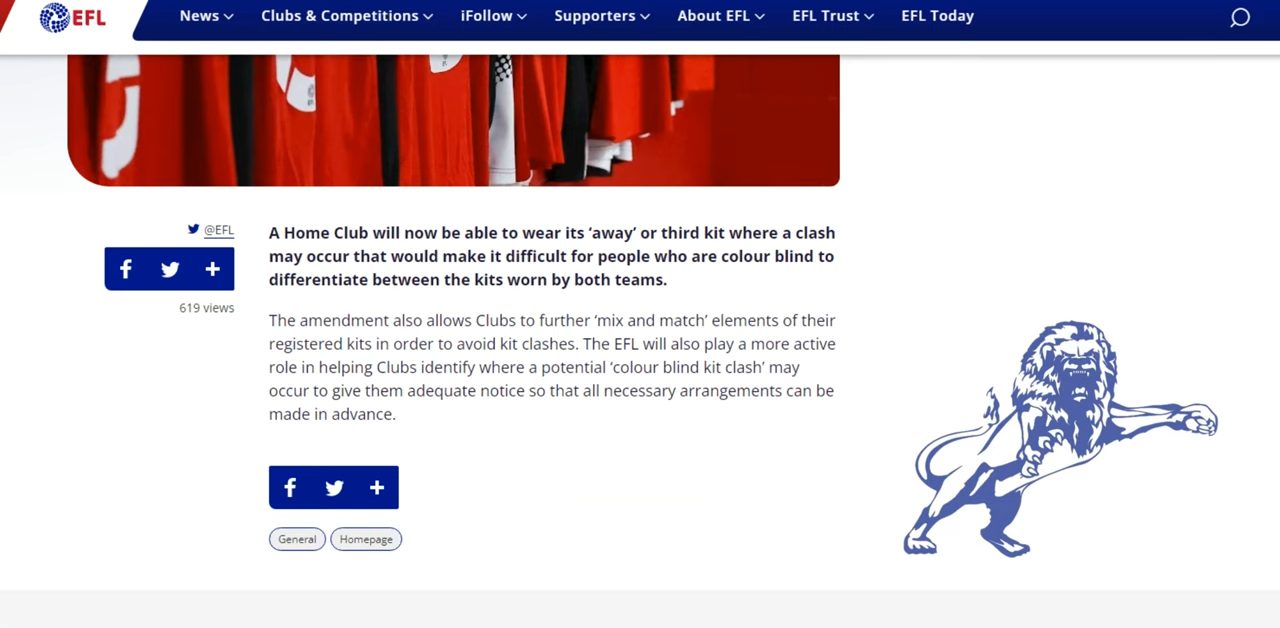 EFL
News
Clubs & Competitions
iFollow
Supporters
About EFL
EFL Trust
EFL Today
@EFL
619 views
A Home Club will now be able to wear its ‘away’ or third kit where a clash
may occur that would make it difficult for people who are colour blind to
differentiate between the kits worn by both teams.
The amendment also allows Clubs to further ‘mix and match’ elements of their
registered kits in order to avoid kit clashes. The EFL will also play a more active
role in helping Clubs identify where a potential ‘colour blind kit clash’ may
occur to give them adequate notice so that all necessary arrangements can be
made in advance.
General
Homepage